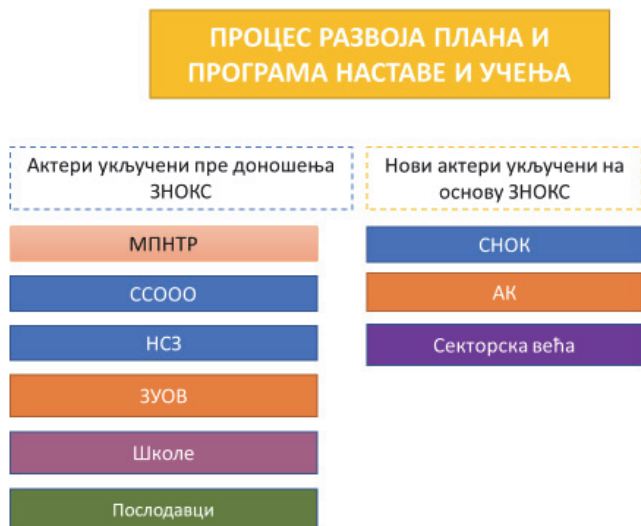 ПРОЦЕС РАЗВОЈА ПЛАНА И
ПРОГРАМА НАСТАВЕ И УЧЕЊА
Актери укључени пре доношења
ЗНОКС
МПНТР
ССООО
НСЗ
ЗУОВ
Школе
Послодавци
Нови актери укључени на
основу ЗНОКС
СНОК
АК
Секторска већа